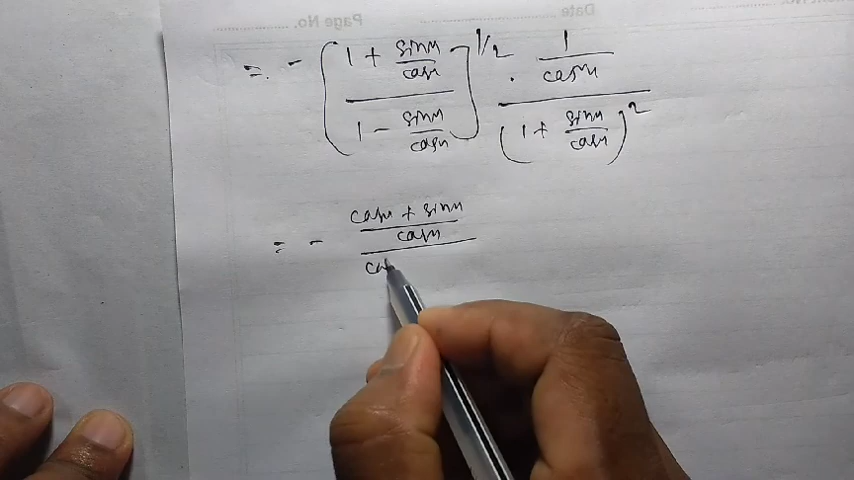 Page No. Date
= - [ (1 + sinx/cosx) / (1 - sinx/cosx) ]^1/2 . (1/cosx) / (1 + sinx/cosx)^2
= - ((cosx + sinx)/cosx) / cos